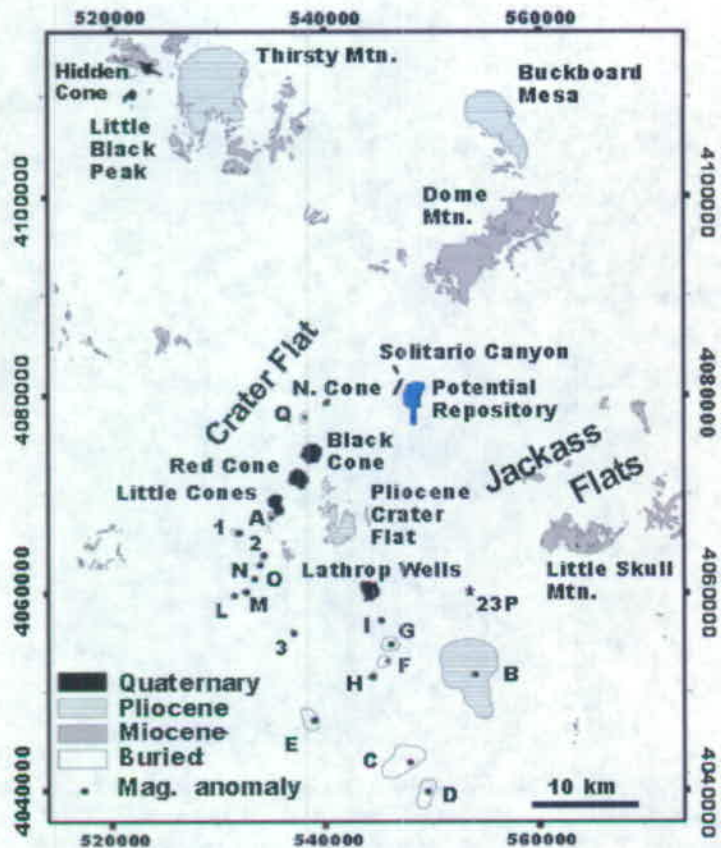 520000 540000 560000
Thirsty Mtn.
Hidden
Cone
Little
Black
Peak
Buckboard
Mesa
Dome
Mtn.
4100000
4100000
Crater Flat
Solitario Canyon
N. Cone
Potential
Repository
4080000
4080000
Q
Black
Cone
Red Cone
Little Cones
Jackass
Flats
Pliocene
Crater
Flat
A
1
2
N
O
L
M
Lathrop Wells
Little Skull
Mtn.
23P
4060000
4060000
3
I
G
F
H
B
E
C
D
Quaternary
Pliocene
Miocene
Buried
Mag. anomaly
10 km
4040000
4040000
520000 540000 560000